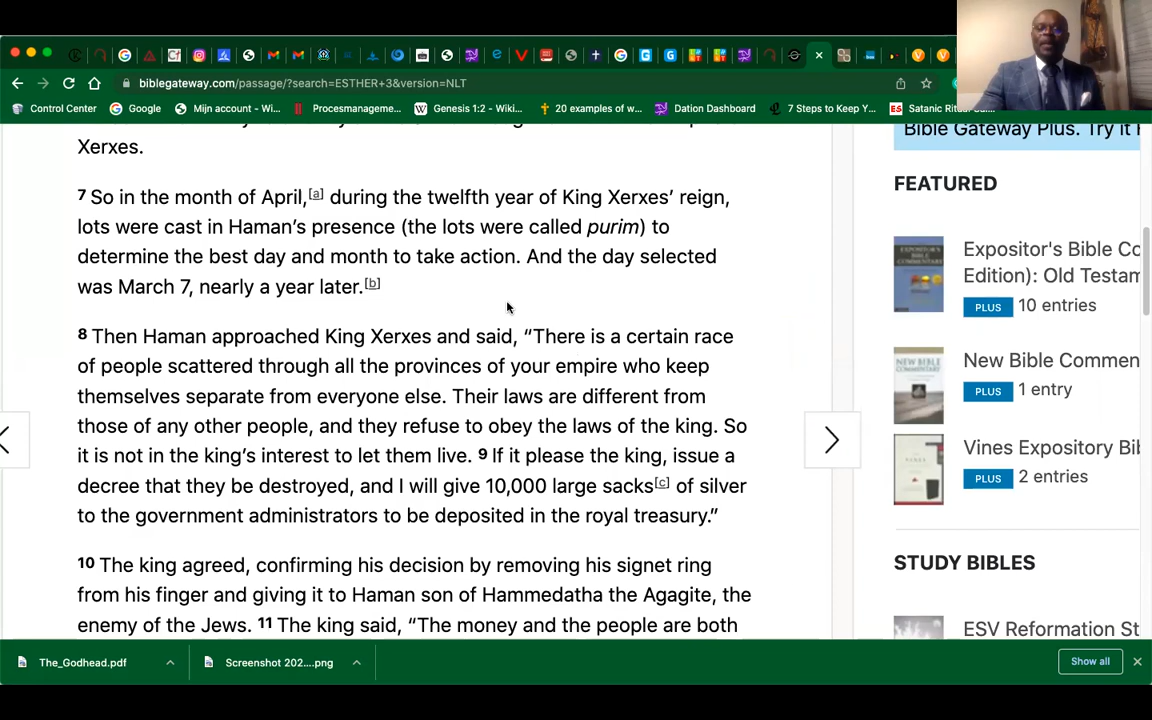 biblegateway.com/passage/?search=ESTHER+3&version=NLT
Control Center
Google
Mijn account - Wi...
Procesmanageme...
Genesis 1:2 - Wiki...
20 examples of w...
Dation Dashboard
7 Steps to Keep Y...
Xerxes.
7 So in the month of April,[a] during the twelfth year of King Xerxes’ reign,
lots were cast in Haman’s presence (the lots were called purim) to
determine the best day and month to take action. And the day selected
was March 7, nearly a year later.[b]
8 Then Haman approached King Xerxes and said, “There is a certain race
of people scattered through all the provinces of your empire who keep
themselves separate from everyone else. Their laws are different from
those of any other people, and they refuse to obey the laws of the king. So
it is not in the king’s interest to let them live. 9 If it please the king, issue a
decree that they be destroyed, and I will give 10,000 large sacks[c] of silver
to the government administrators to be deposited in the royal treasury.”
10 The king agreed, confirming his decision by removing his signet ring
from his finger and giving it to Haman son of Hammedatha the Agagite, the
enemy of the Jews. 11 The king said, “The money and the people are both
Bible Gateway Plus. Try it
FEATURED
EXPOSITOR'S BIBLE COMMENTARY
Expositor's Bible Co
Edition): Old Testam
PLUS 10 entries
NEW BIBLE COMMENTARY
New Bible Commen
PLUS 1 entry
Vines Expository Bib
PLUS 2 entries
STUDY BIBLES
ESV Reformation St
The_Godhead.pdf
Screenshot 202....png
Show all